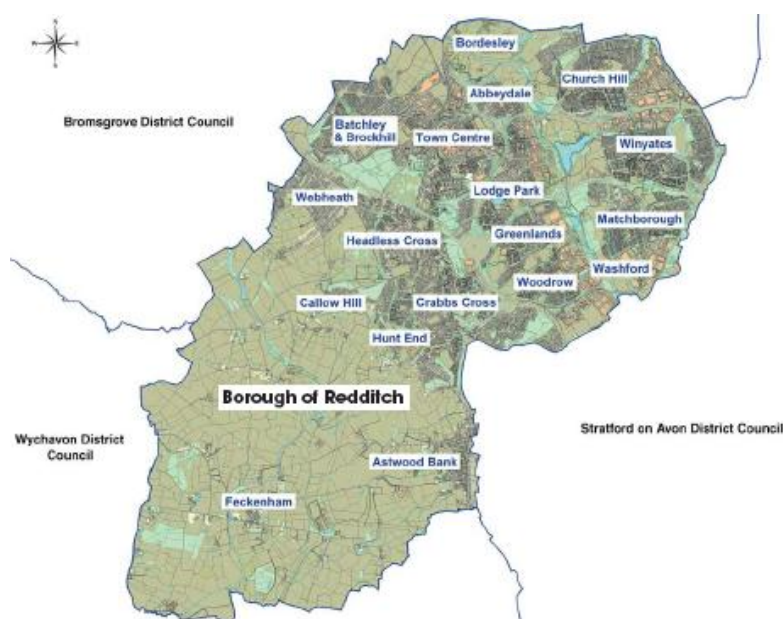 Bordesley
Church Hill
Abbeydale
Bromsgrove District Council
Batchley
& Brockhill
Town Centre
Winyates
Lodge Park
Webheath
Matchborough
Greenlands
Headless Cross
Washford
Woodrow
Callow Hill
Crabbs Cross
Hunt End
Borough of Redditch
Stratford on Avon District Council
Wychavon District
Council
Astwood Bank
Feckenham